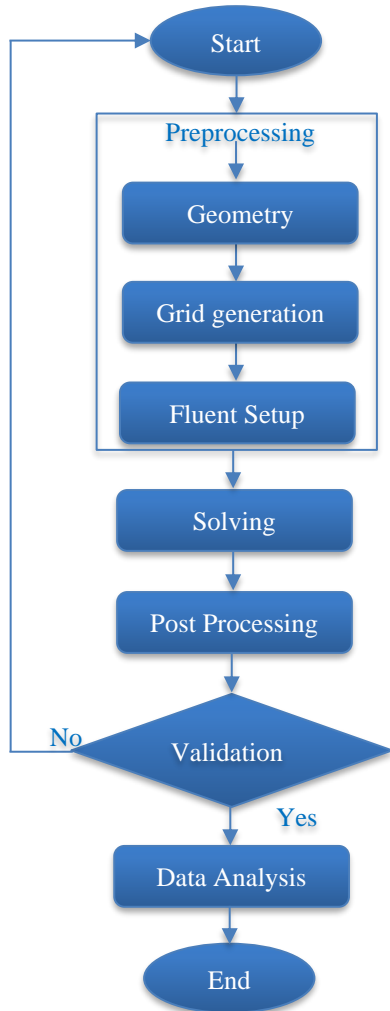 Start
Preprocessing
Geometry
Grid generation
Fluent Setup
Solving
Post Processing
No
Validation
Yes
Data Analysis
End